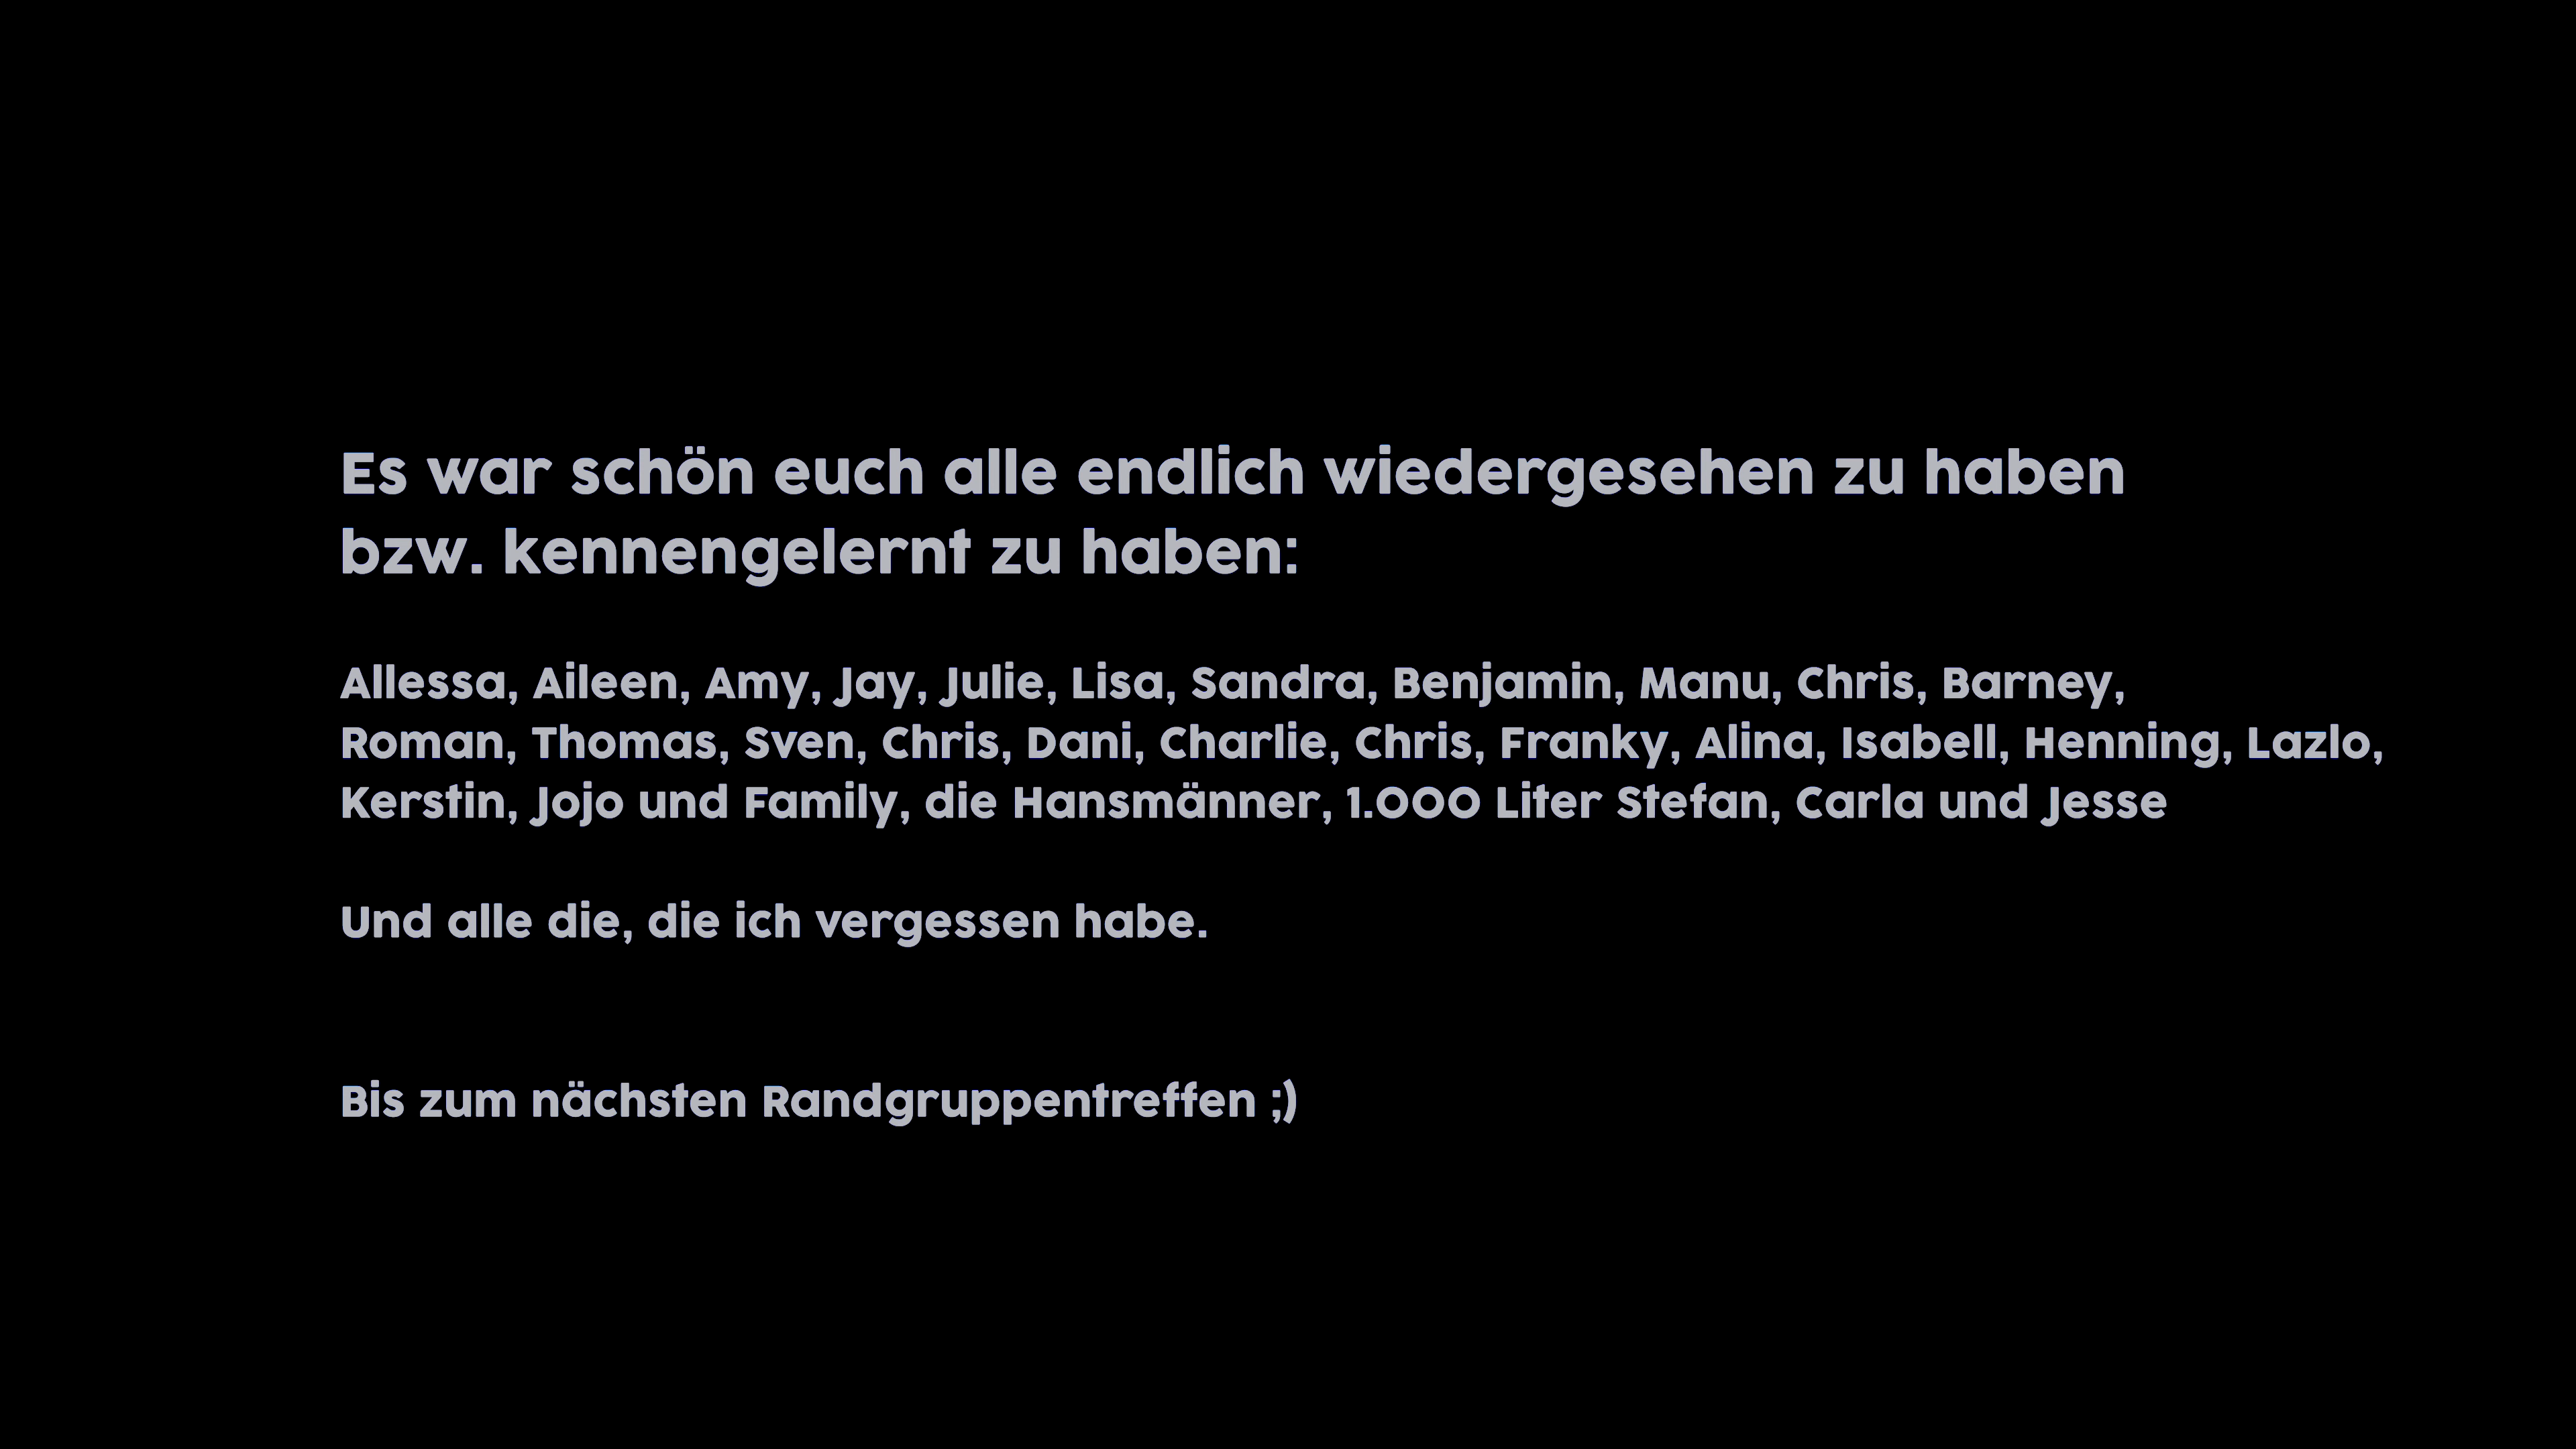 Es war schön euch alle endlich wiedergesehen zu haben
bzw. kennengelernt zu haben:
Allessa, Aileen, Amy, Jay, Julie, Lisa, Sandra, Benjamin, Manu, Chris, Barney,
Roman, Thomas, Sven, Chris, Dani, Charlie, Chris, Franky, Alina, Isabell, Henning, Lazlo,
Kerstin, Jojo und Family, die Hansmänner, 1.000 Liter Stefan, Carla und Jesse
Und alle die, die ich vergessen habe.
Bis zum nächsten Randgruppentreffen ;)